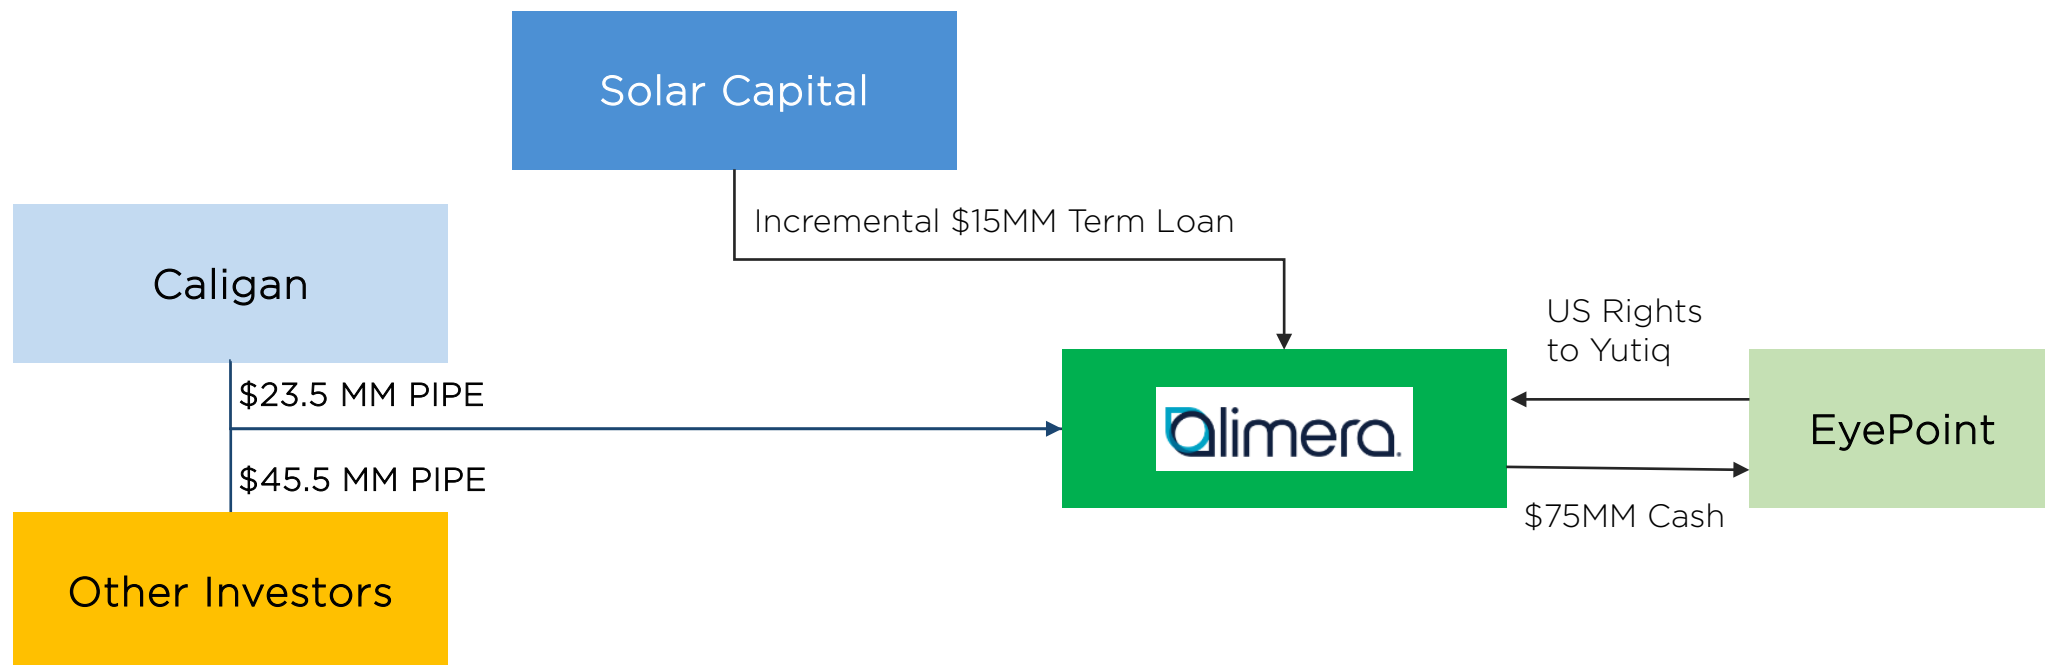 Solar Capital
Incremental $15MM Term Loan
Caligan
$23.5 MM PIPE
$45.5 MM PIPE
Other Investors
alimera
US Rights
to Yutiq
EyePoint
$75MM Cash